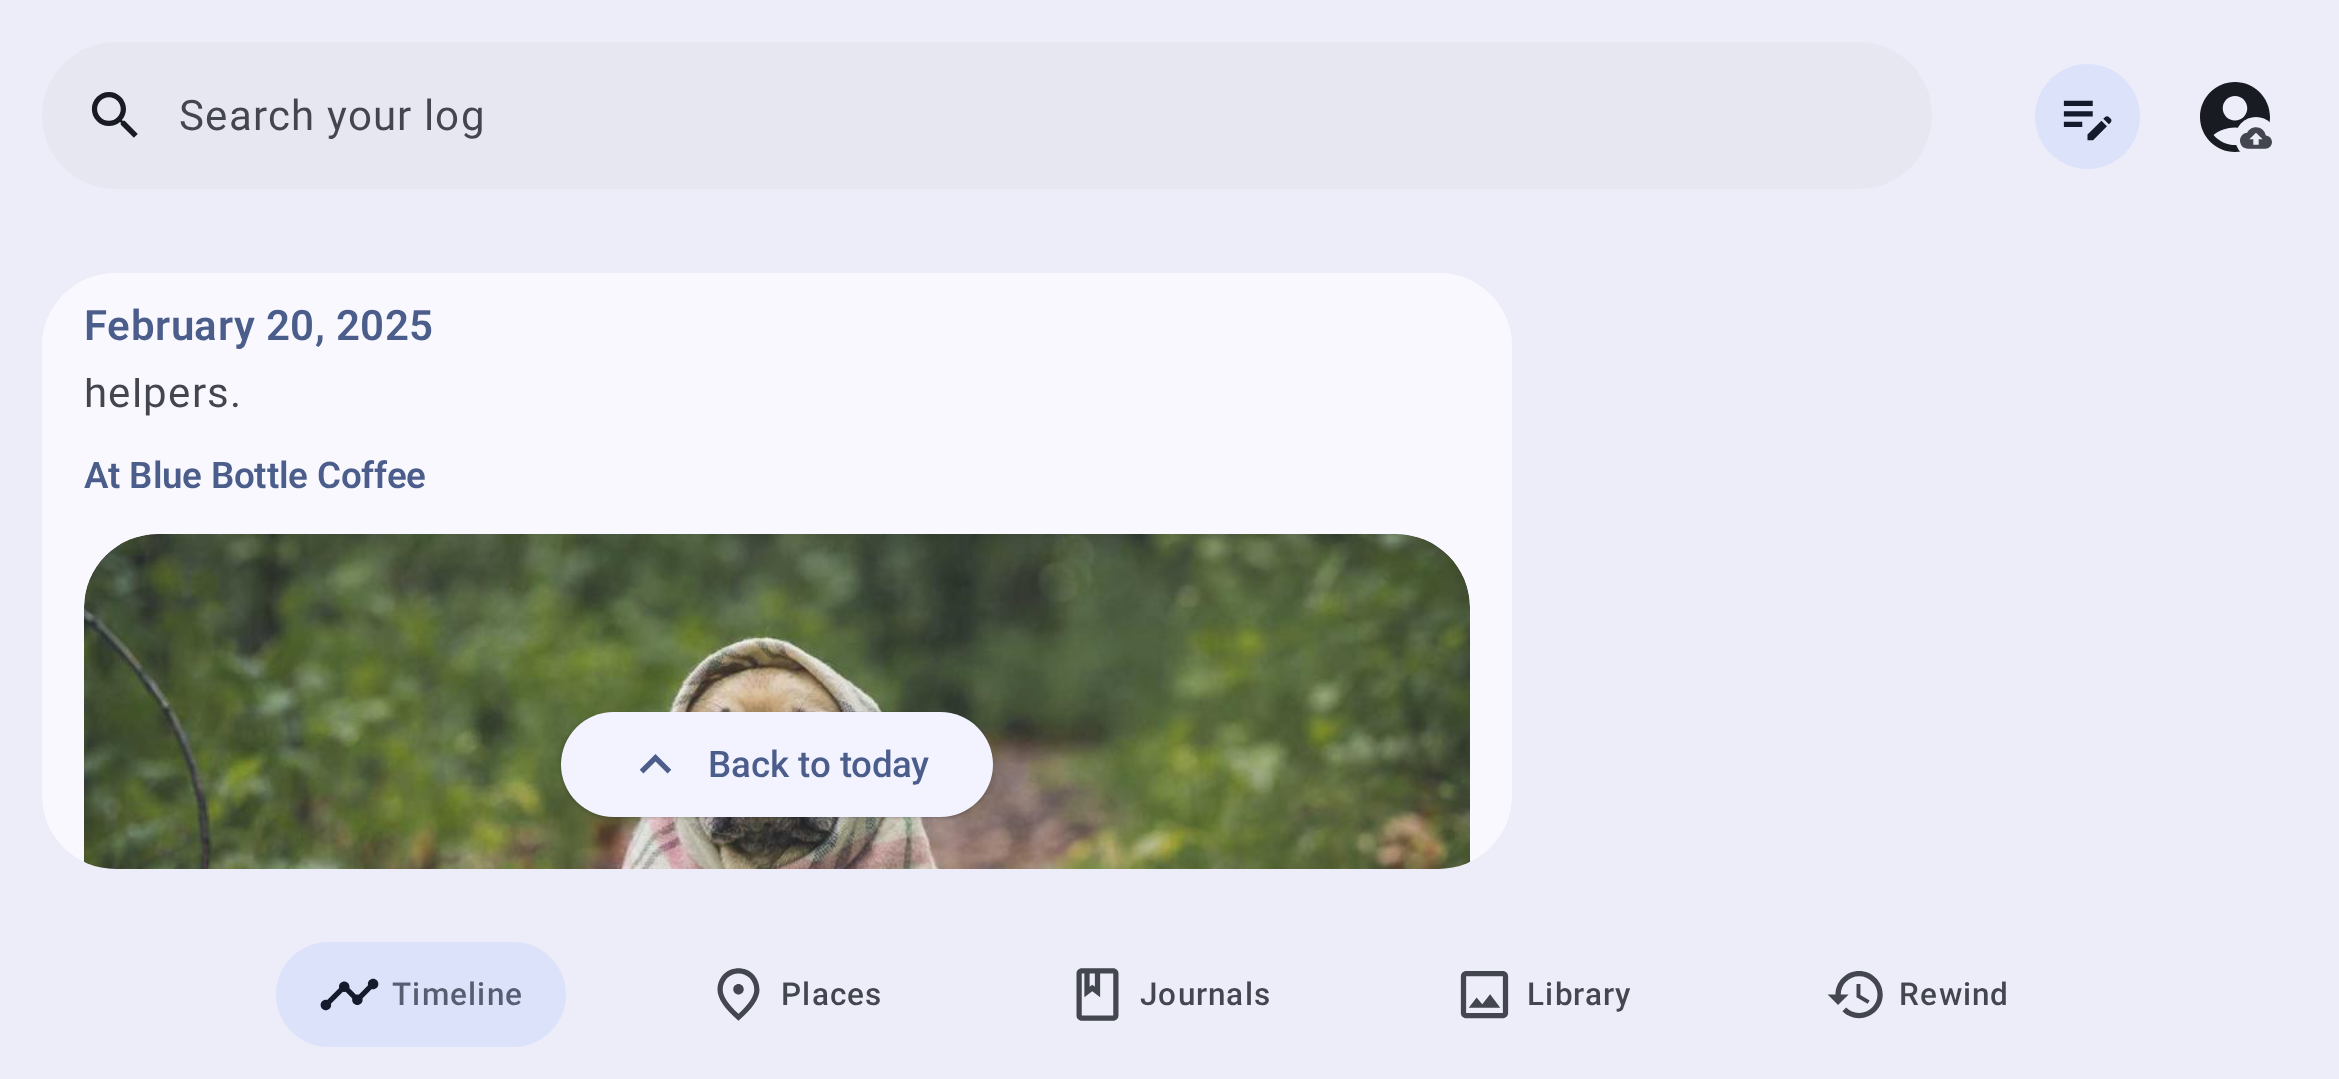 Search your log
February 20, 2025
helpers.
At Blue Bottle Coffee
Back to today
Timeline
Places
Journals
Library
Rewind